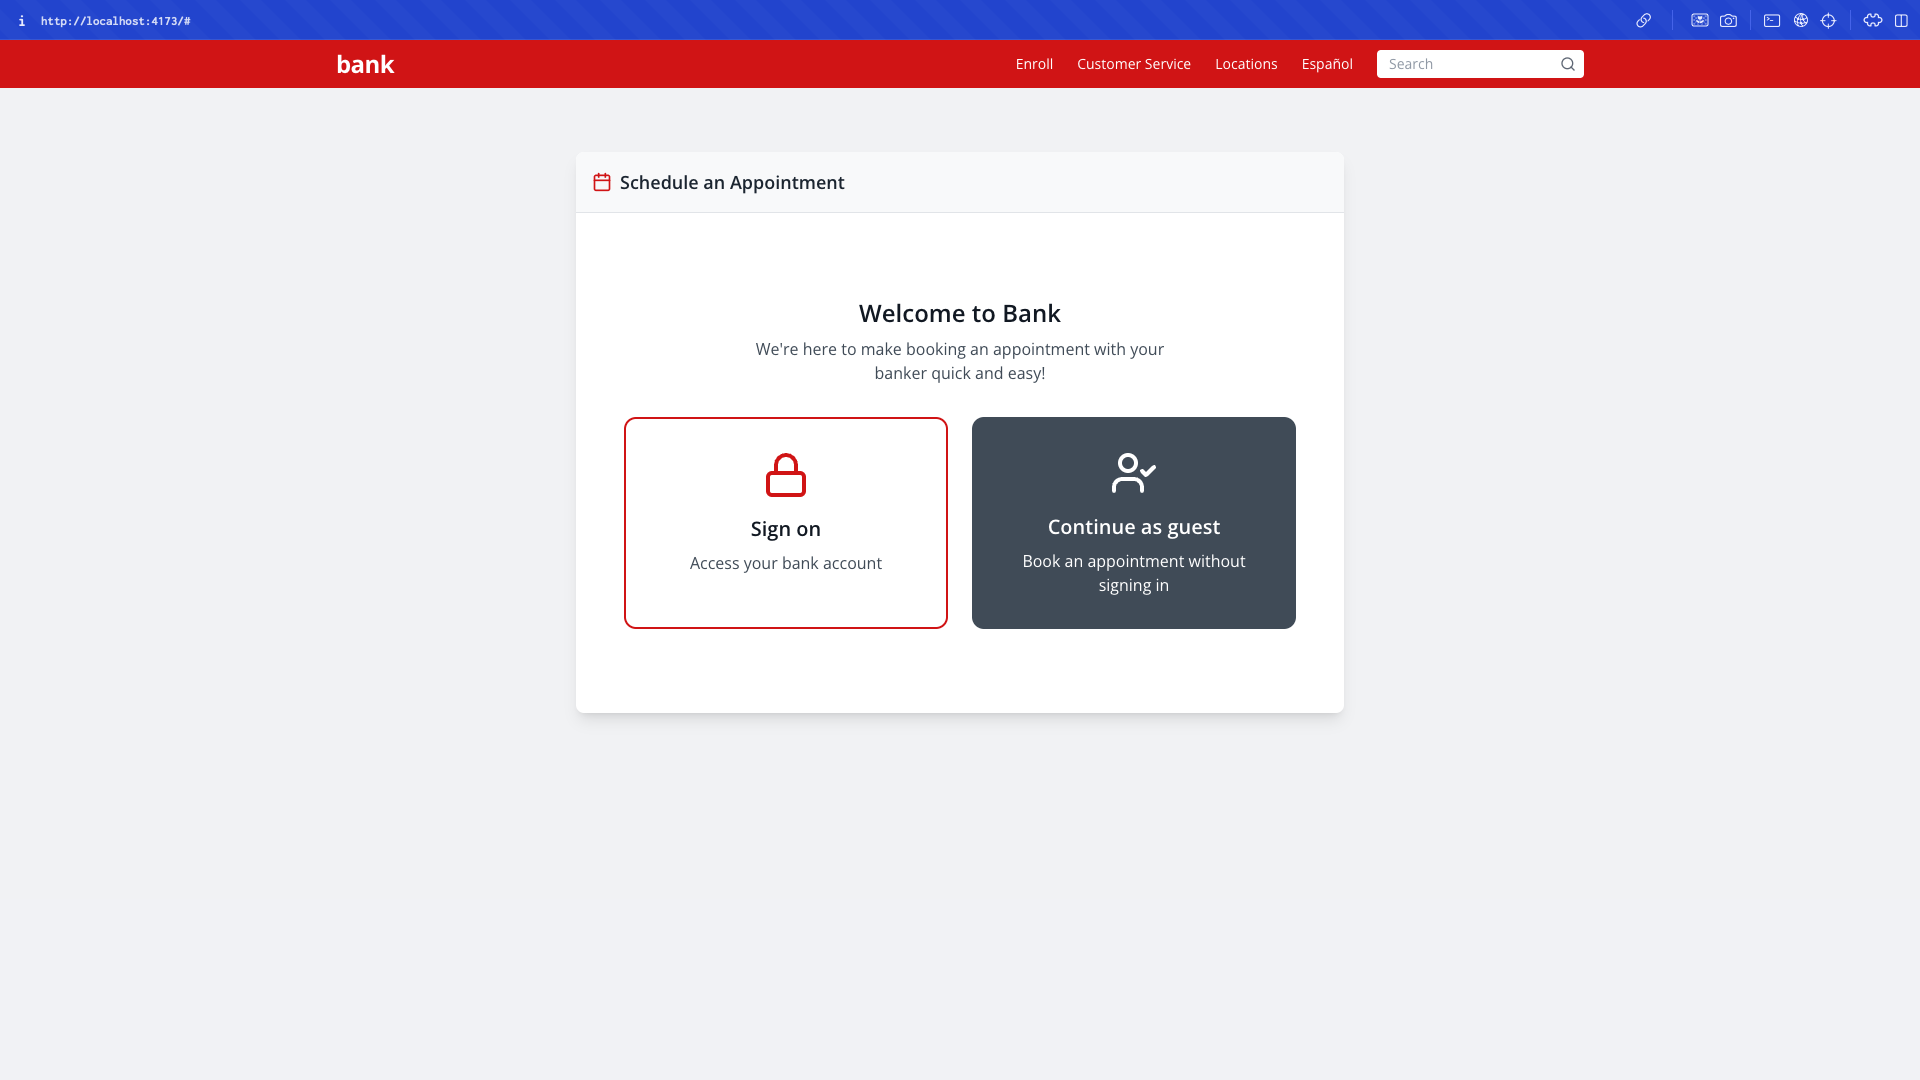 i http://localhost:4173/#
bank Enroll Customer Service Locations Español Search
Schedule an Appointment
Welcome to Bank
We're here to make booking an appointment with your
banker quick and easy!
Sign on
Access your bank account
Continue as guest
Book an appointment without
signing in